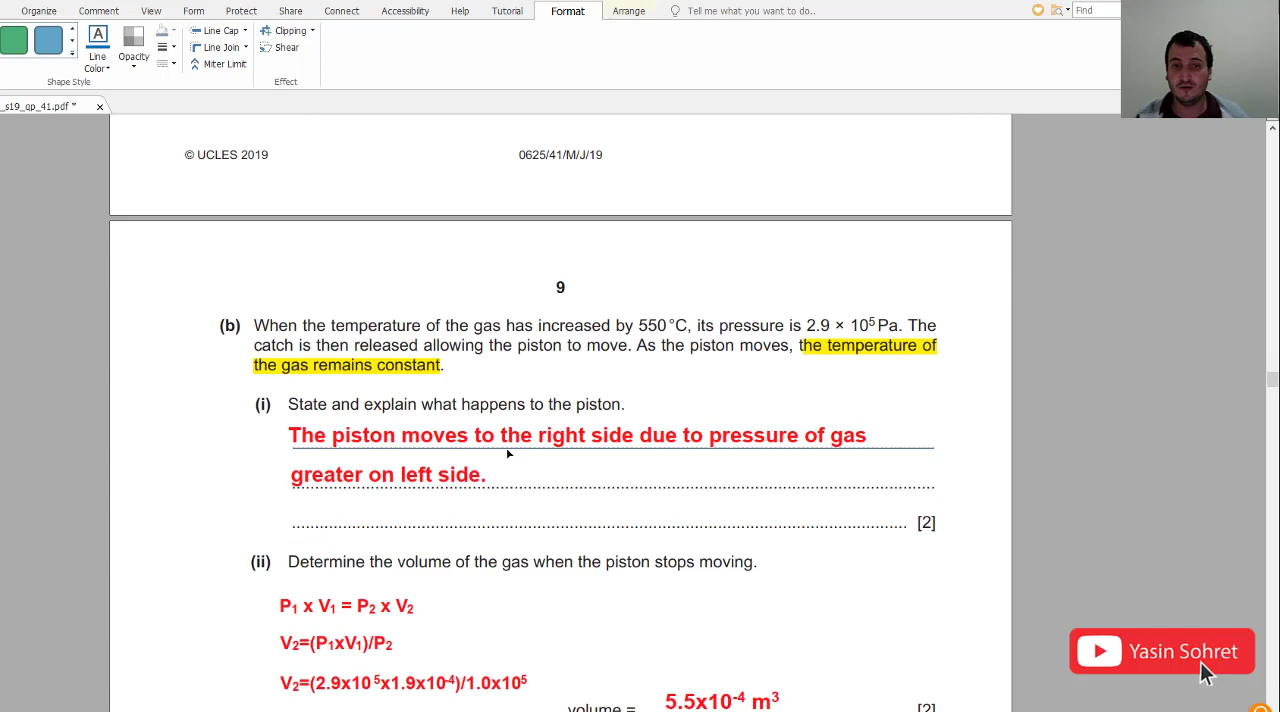 Organize Comment View Form Protect Share Connect Accessibility Help Tutorial Format Arrange Tell me what you want to do.. Find
Line Color Opacity Line Cap Line Join Miter Limit Clipping Shear
Shape Style Effect
_s19_qp_41.pdf *
© UCLES 2019 0625/41/M/J/19
9
(b) When the temperature of the gas has increased by 550 °C, its pressure is 2.9 × 10⁵ Pa. The
catch is then released allowing the piston to move. As the piston moves, the temperature of
the gas remains constant.
(i) State and explain what happens to the piston.
The piston moves to the right side due to pressure of gas
greater on left side.
[2]
(ii) Determine the volume of the gas when the piston stops moving.
P₁ x V₁ = P₂ x V₂
V₂=(P₁xV₁)/P₂
V₂=(2.9x10⁵x1.9x10⁻⁴)/1.0x10⁵
5.5x10⁻⁴ m³
volume = [2]
Yasin Sohret